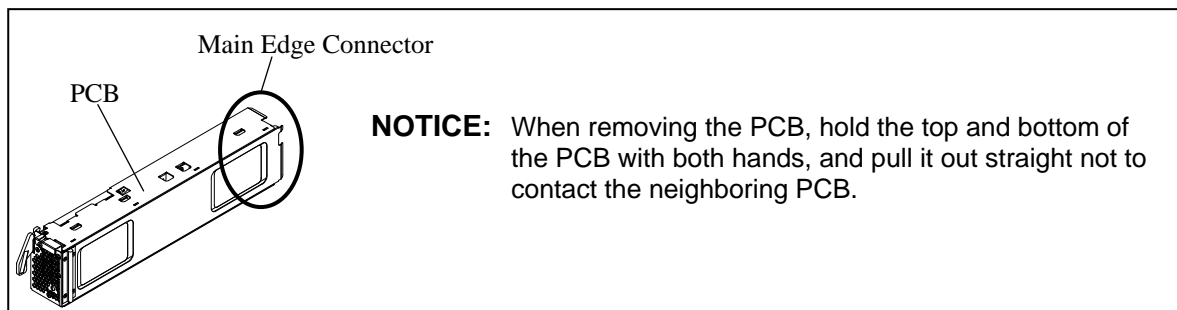 Main Edge Connector
PCB
NOTICE: When removing the PCB, hold the top and bottom of
the PCB with both hands, and pull it out straight not to
contact the neighboring PCB.